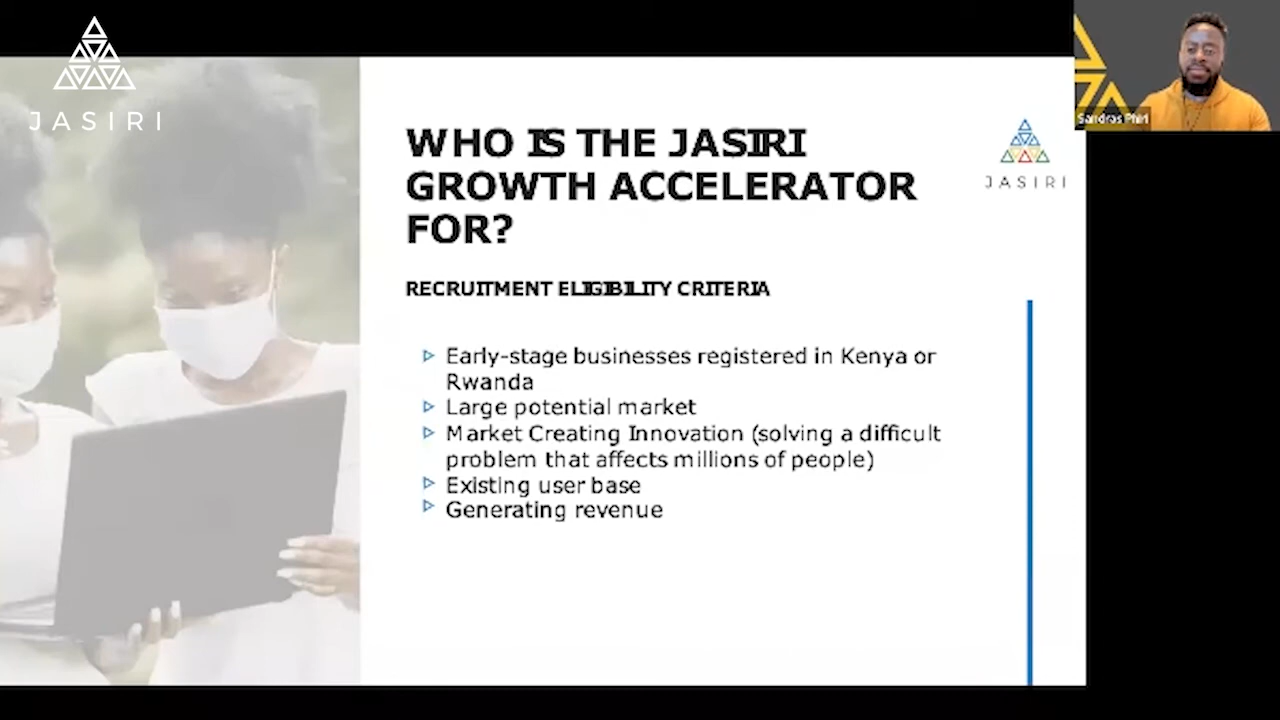 JASIRI
Sandras Phiri
WHO IS THE JASIRI
GROWTH ACCELERATOR
FOR?
JASIRI
RECRUITMENT ELIGIBILITY CRITERIA
Early-stage businesses registered in Kenya or
Rwanda
Large potential market
Market Creating Innovation (solving a difficult
problem that affects millions of people)
Existing user base
Generating revenue